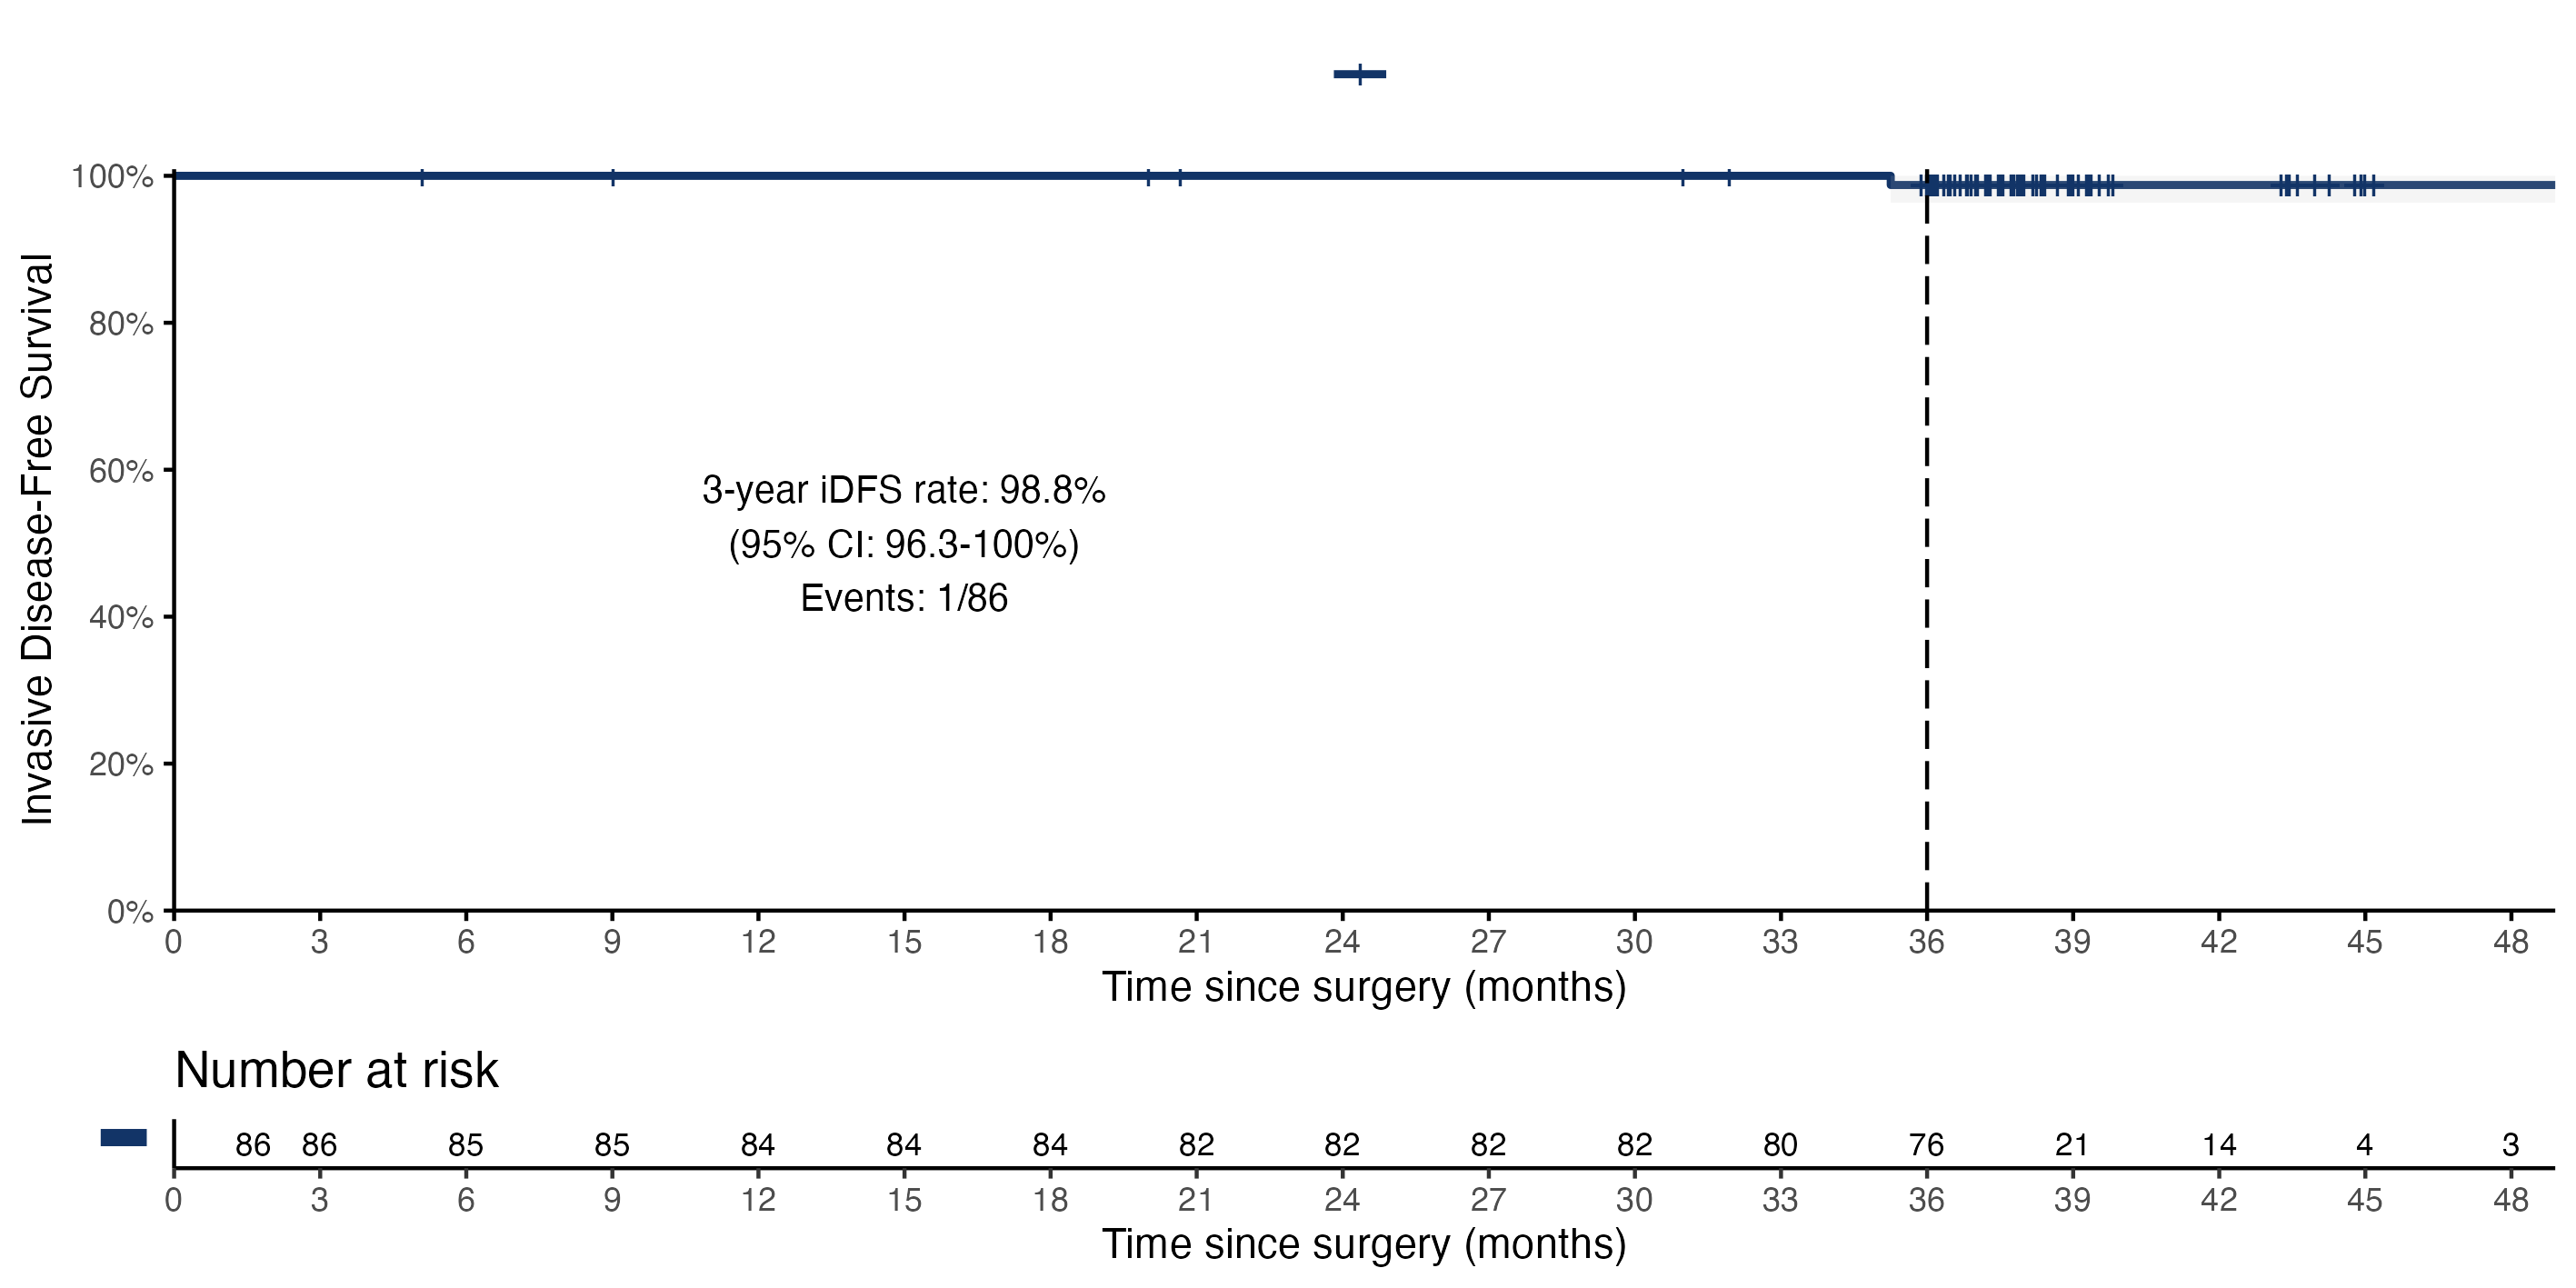 100%
80%
60%
40%
20%
0%
Invasive Disease-Free Survival
3-year iDFS rate: 98.8%
(95% CI: 96.3-100%)
Events: 1/86
0 3 6 9 12 15 18 21 24 27 30 33 36 39 42 45 48
Time since surgery (months)
Number at risk
86 86 85 85 84 84 84 82 82 82 82 80 76 21 14 4 3
0 3 6 9 12 15 18 21 24 27 30 33 36 39 42 45 48
Time since surgery (months)